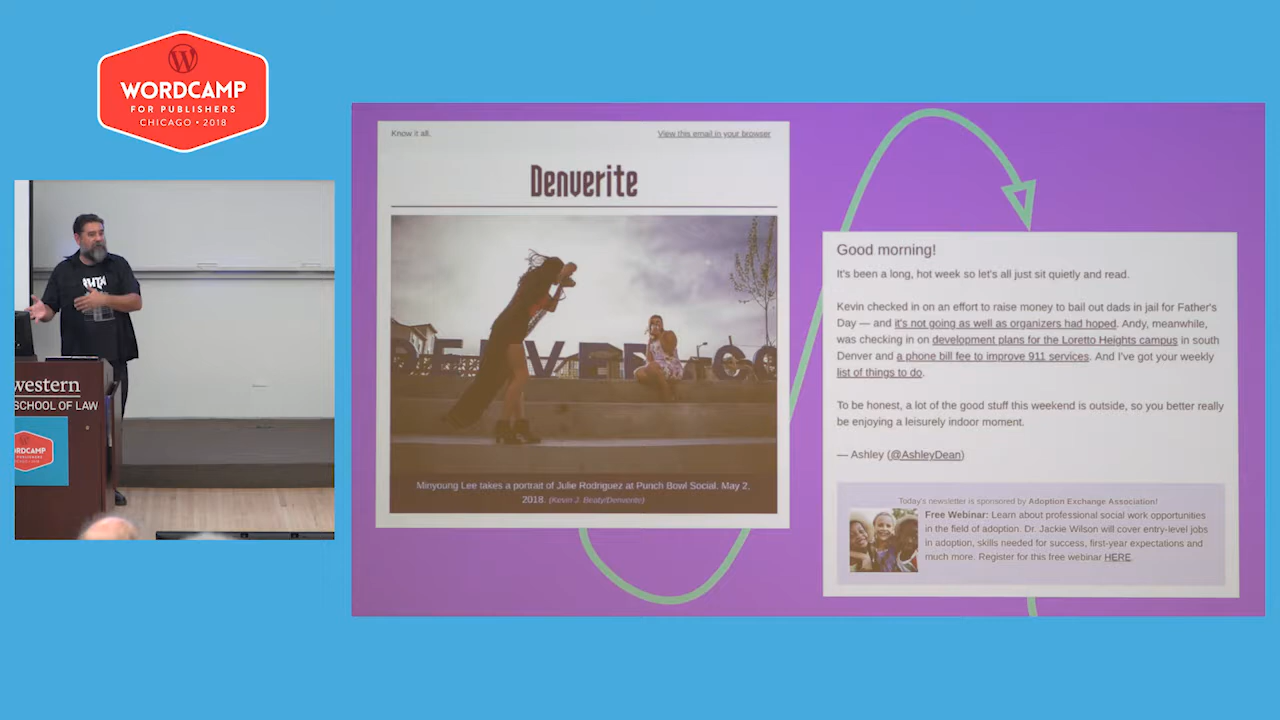 WORDCAMP
FOR PUBLISHERS
CHICAGO • 2018
western
SCHOOL OF LAW
Know it all.
View this email in your browser
Denverite
DENVER
Minyoung Lee takes a portrait of Julie Rodriguez at Punch Bowl Social, May 2,
2018. (Kevin J. Beaty/Denverite)
Good morning!
It's been a long, hot week so let's all just sit quietly and read.
Kevin checked in on an effort to raise money to bail out dads in jail for Father's
Day — and it's not going as well as organizers had hoped. Andy, meanwhile,
was checking in on development plans for the Loretto Heights campus in south
Denver and a phone bill fee to improve 911 services. And I've got your weekly
list of things to do.
To be honest, a lot of the good stuff this weekend is outside, so you better really
be enjoying a leisurely indoor moment.
— Ashley (@AshleyDean)
Today's newsletter is sponsored by Adoption Exchange Association!
Free Webinar: Learn about professional social work opportunities
in the field of adoption. Dr. Jackie Wilson will cover entry-level jobs
in adoption, skills needed for success, first-year expectations and
much more. Register for this free webinar HERE.